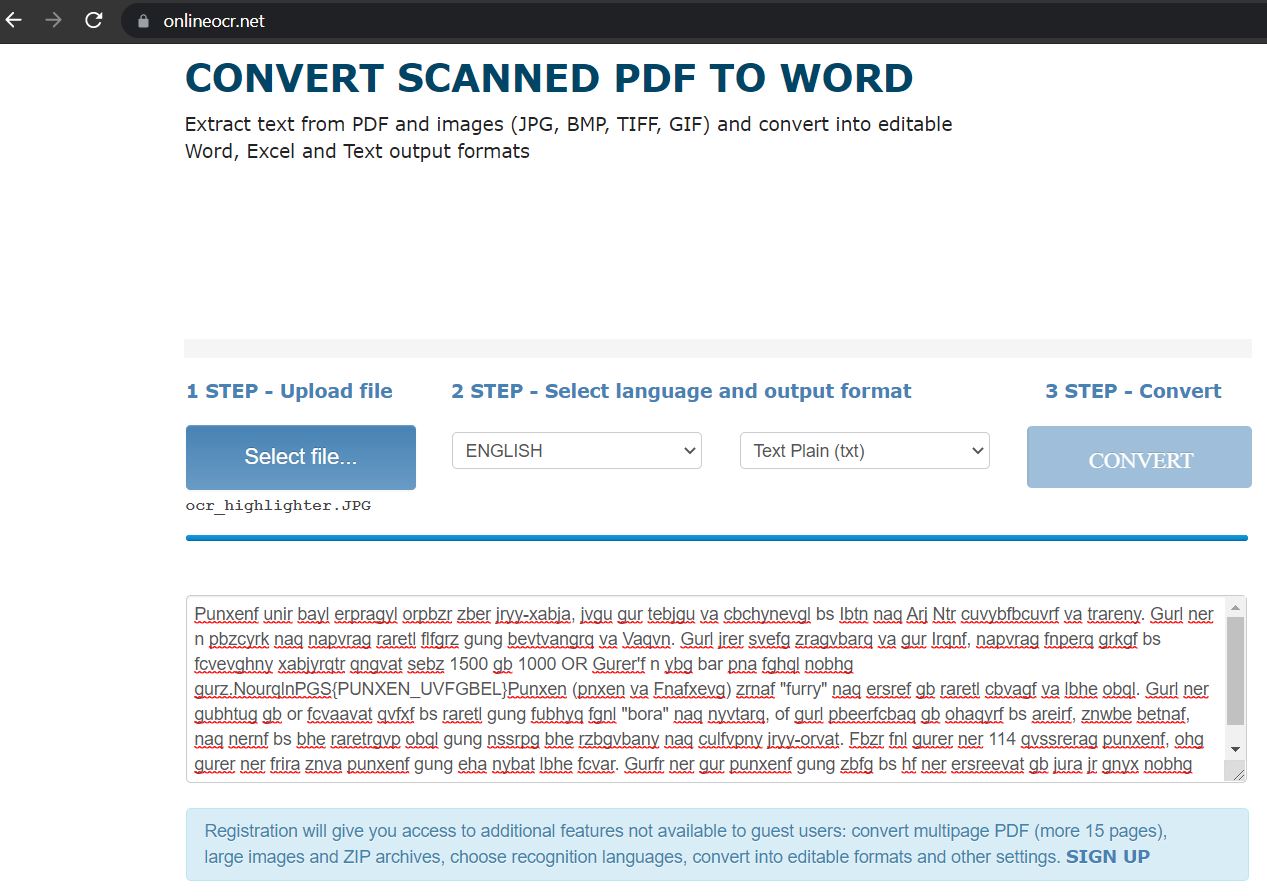 onlineocr.net
CONVERT SCANNED PDF TO WORD
Extract text from PDF and images (JPG, BMP, TIFF, GIF) and convert into editable
Word, Excel and Text output formats
1 STEP - Upload file
2 STEP - Select language and output format
3 STEP - Convert
Select file...
ENGLISH
Text Plain (txt)
CONVERT
ocr_highlighter.JPG
Punxenf unir bayl erpragyl orpbzr zber jryy-xabja, jvgu gur tebjgu va cbchynevgl bs Ibtn naq Arj Ntr cuvybfbcuvrf va trareny. Gurl ner
n pbzcyrk naq napvrag raretl flfgrz gung bevtvangrq va Vaqvn. Gurl jrer svefg zragvbarq va gur Irqnf, napvrag fnperq grkgf bs
fcvevghny xabjyrqtr qngvat sebz 1500 gb 1000 OR Gurer'f n ybg bar pna fghql nobhg
gurz.NourqlnPGS{PUNXEN_UVFGBEL}Punxen (pnxen va Fnafxevg) zrnaf "furry" naq ersref gb raretl cbvagf va lbhe obql. Gurl ner
gubhtug gb or fcvaavat qvfxf bs raretl gung fubhyq fgnl "bora" naq nyvtarq, of gurl pbeerfcbaq gb ohaqyrf bs areirf, znwbe betnaf,
naq nernf bs bhe raretrgvp obql gung nssrpg bhe rzbgvbany naq culfvpny jryy-orvat. Fbzr fnl gurer ner 114 qvssrerag punxenf, ohg
gurer ner frira znva punxenf gung eha nybat lbhe fcvar. Gurfr ner gur punxenf gung zbfg bs hf ner ersreevat gb jura jr gnyx nobhg
Registration will give you access to additional features not available to guest users: convert multipage PDF (more 15 pages),
large images and ZIP archives, choose recognition languages, convert into editable formats and other settings. SIGN UP